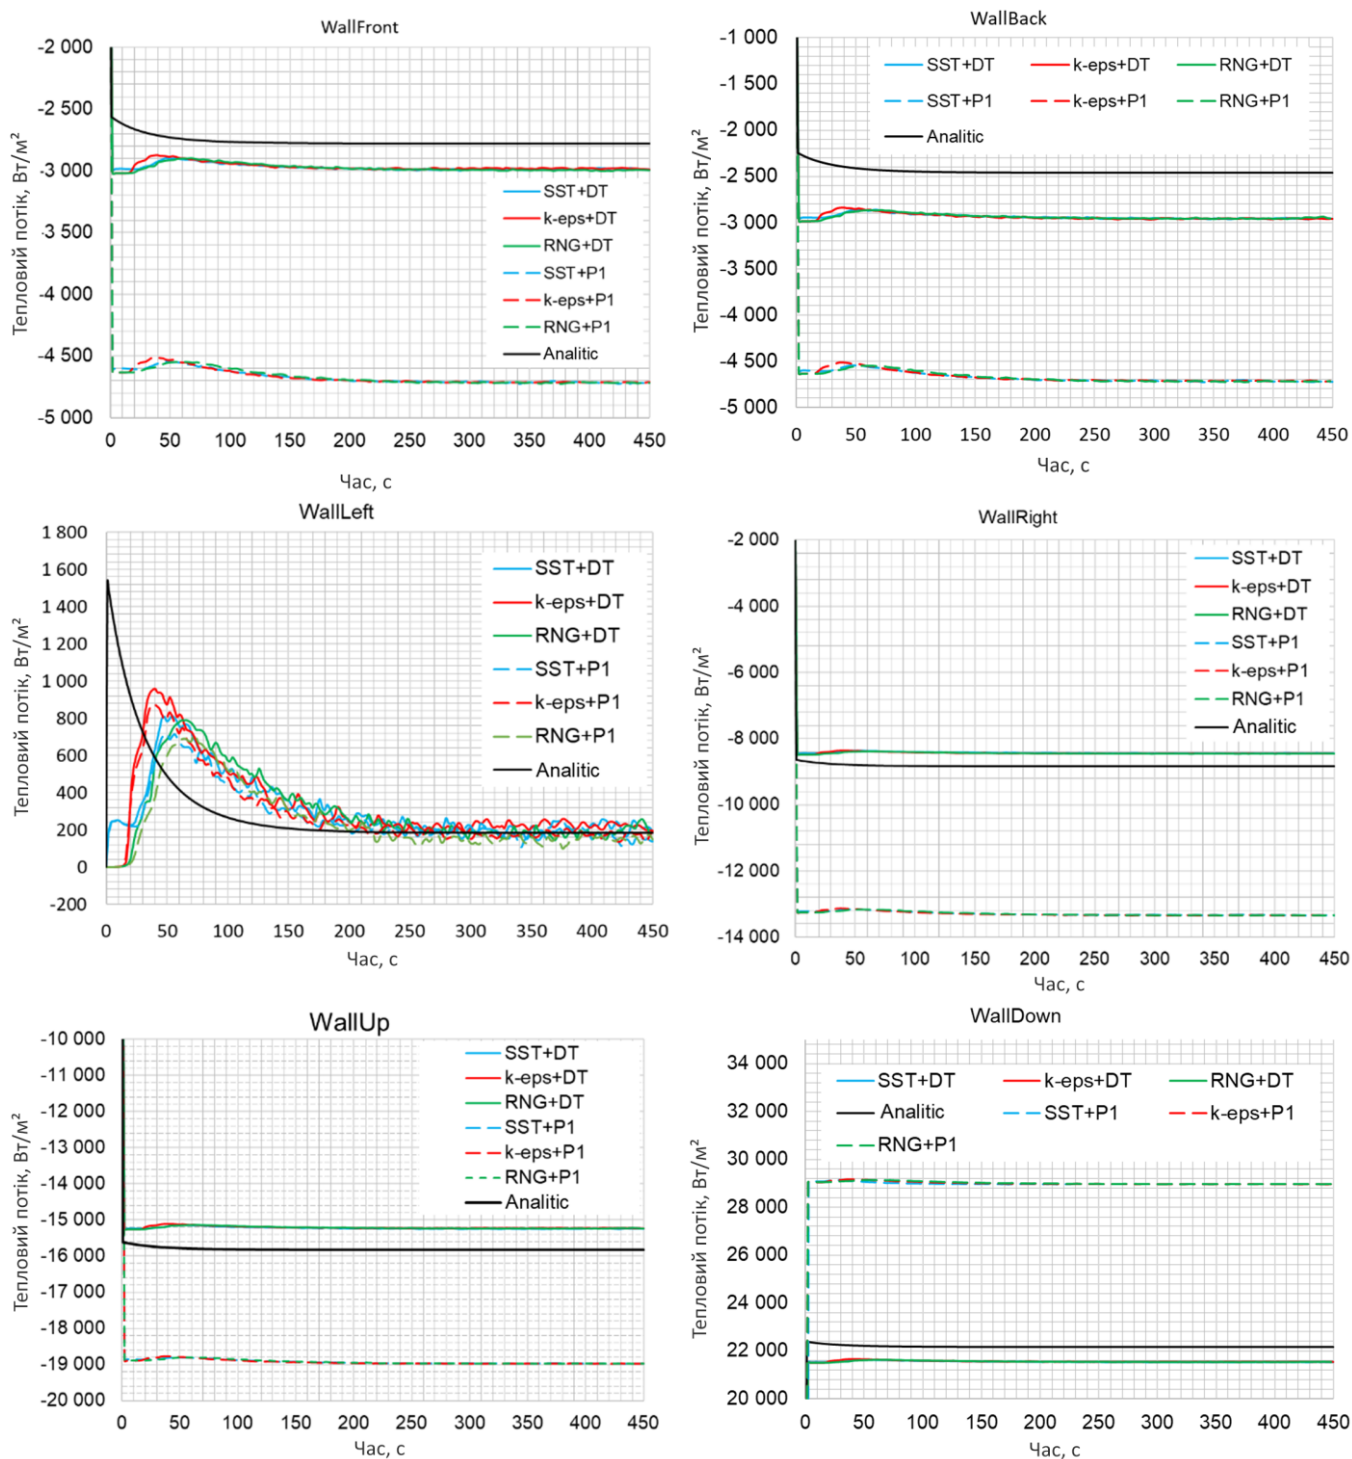 WallFront
Тепловий потік, Вт/м²
-2 000
-2 500
-3 000
-3 500
-4 000
-4 500
-5 000
SST+DT
k-eps+DT
RNG+DT
SST+P1
k-eps+P1
RNG+P1
Analitic
0 50 100 150 200 250 300 350 400 450
Час, с
WallBack
Тепловий потік, Вт/м²
-1 000
-1 500
-2 000
-2 500
-3 000
-3 500
-4 000
-4 500
-5 000
SST+DT k-eps+DT RNG+DT
SST+P1 k-eps+P1 RNG+P1
Analitic
0 50 100 150 200 250 300 350 400 450
Час, с
WallLeft
Тепловий потік, Вт/м²
1 800
1 600
1 400
1 200
1 000
800
600
400
200
0
-200
SST+DT
k-eps+DT
RNG+DT
SST+P1
k-eps+P1
RNG+P1
Analitic
0 50 100 150 200 250 300 350 400 450
Час, с
WallRight
Тепловий потік, Вт/м²
-2 000
-4 000
-6 000
-8 000
-10 000
-12 000
-14 000
SST+DT
k-eps+DT
RNG+DT
SST+P1
k-eps+P1
RNG+P1
Analitic
0 50 100 150 200 250 300 350 400 450
Час, с
WallUp
Тепловий потік, Вт/м²
-10 000
-11 000
-12 000
-13 000
-14 000
-15 000
-16 000
-17 000
-18 000
-19 000
-20 000
SST+DT
k-eps+DT
RNG+DT
SST+P1
k-eps+P1
RNG+P1
Analitic
0 50 100 150 200 250 300 350 400 450
Час, с
WallDown
Тепловий потік, Вт/м²
34 000
32 000
30 000
28 000
26 000
24 000
22 000
20 000
SST+DT k-eps+DT RNG+DT
Analitic SST+P1 k-eps+P1
RNG+P1
0 50 100 150 200 250 300 350 400 450
Час, с